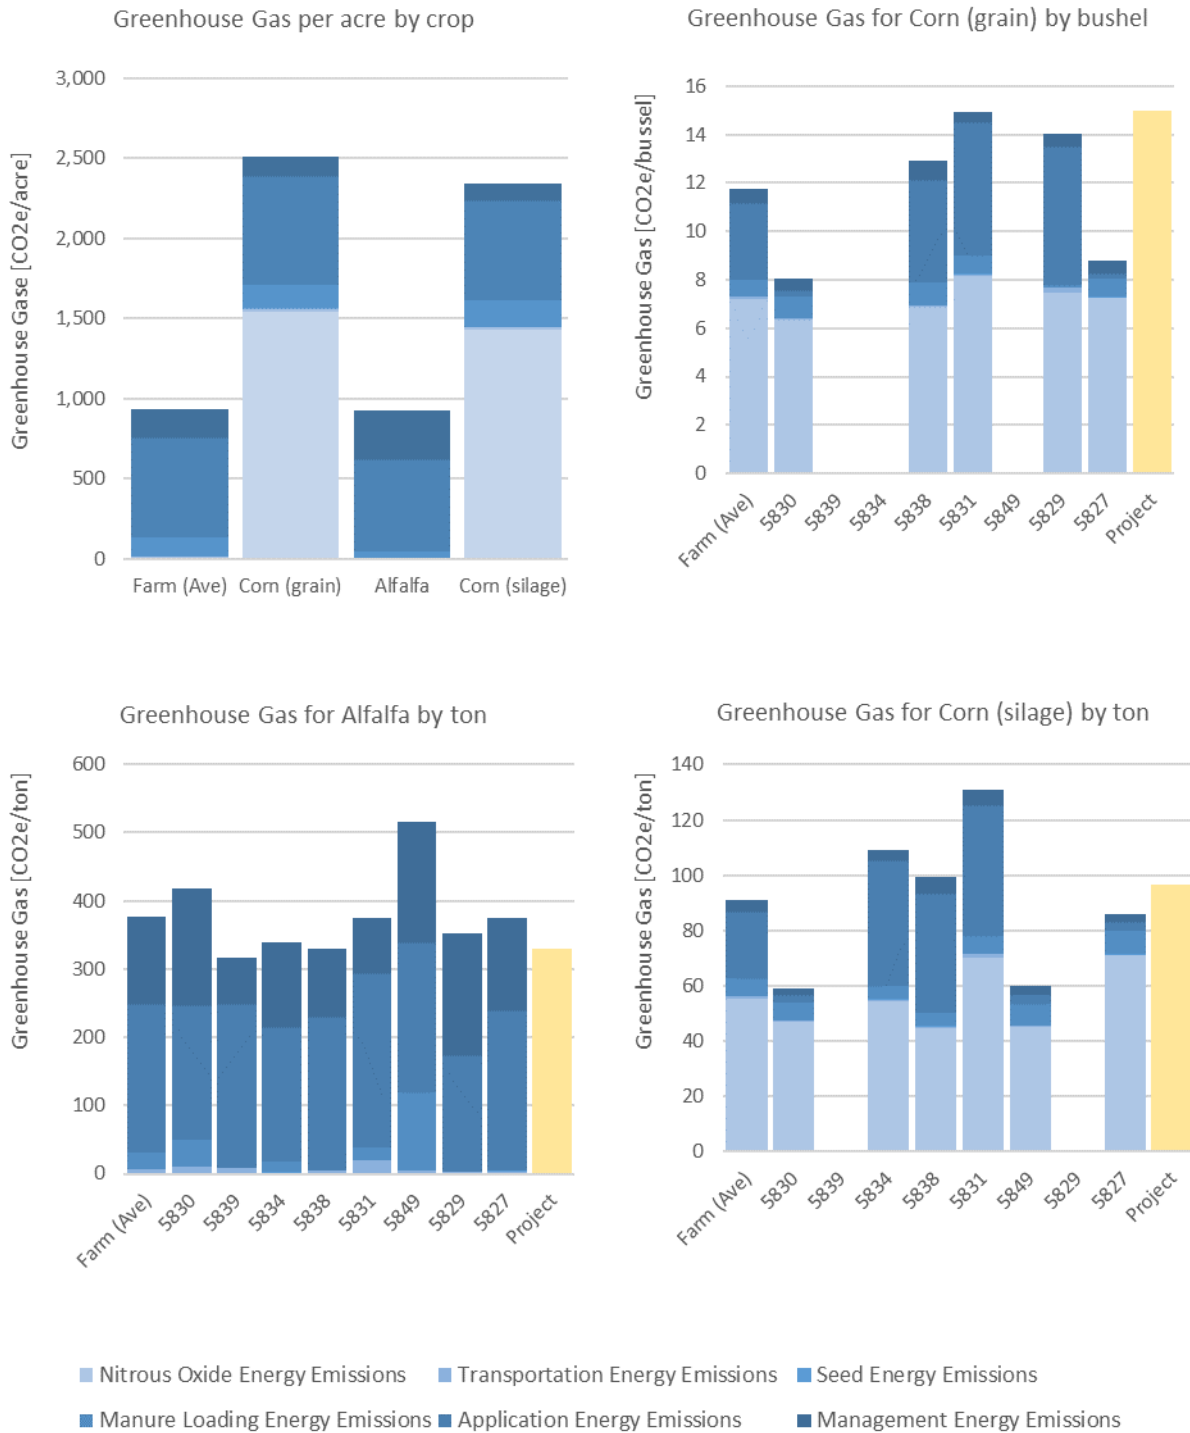 Greenhouse Gas per acre by crop
Greenhouse Gase [CO2e/acre]
3,000
2,500
2,000
1,500
1,000
500
0
Farm (Ave) Corn (grain) Alfalfa Corn (silage)
Greenhouse Gas for Corn (grain) by bushel
Greenhouse Gas [CO2e/bussel]
16
14
12
10
8
6
4
2
0
Farm (Ave) 5830 5839 5834 5838 5831 5849 5829 5827 Project
Greenhouse Gas for Alfalfa by ton
Greenhouse Gas [CO2e/ton]
600
500
400
300
200
100
0
Farm (Ave) 5830 5839 5834 5838 5831 5849 5829 5827 Project
Greenhouse Gas for Corn (silage) by ton
Greenhouse Gas [CO2e/ton]
140
120
100
80
60
40
20
0
Farm (Ave) 5830 5839 5834 5838 5831 5849 5829 5827 Project
Nitrous Oxide Energy Emissions Transportation Energy Emissions Seed Energy Emissions
Manure Loading Energy Emissions Application Energy Emissions Management Energy Emissions